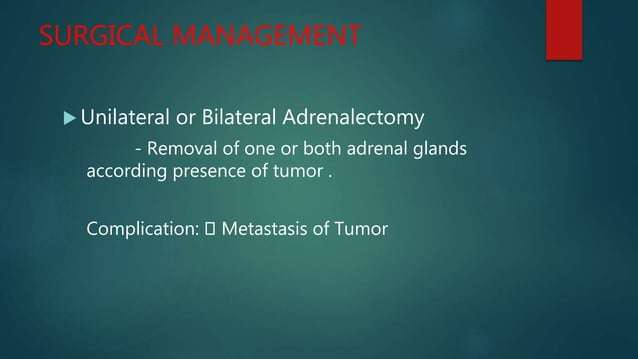 SURGICAL MANAGEMENT
Unilateral or Bilateral Adrenalectomy
- Removal of one or both adrenal glands
according presence of tumor .
Complication: Metastasis of Tumor